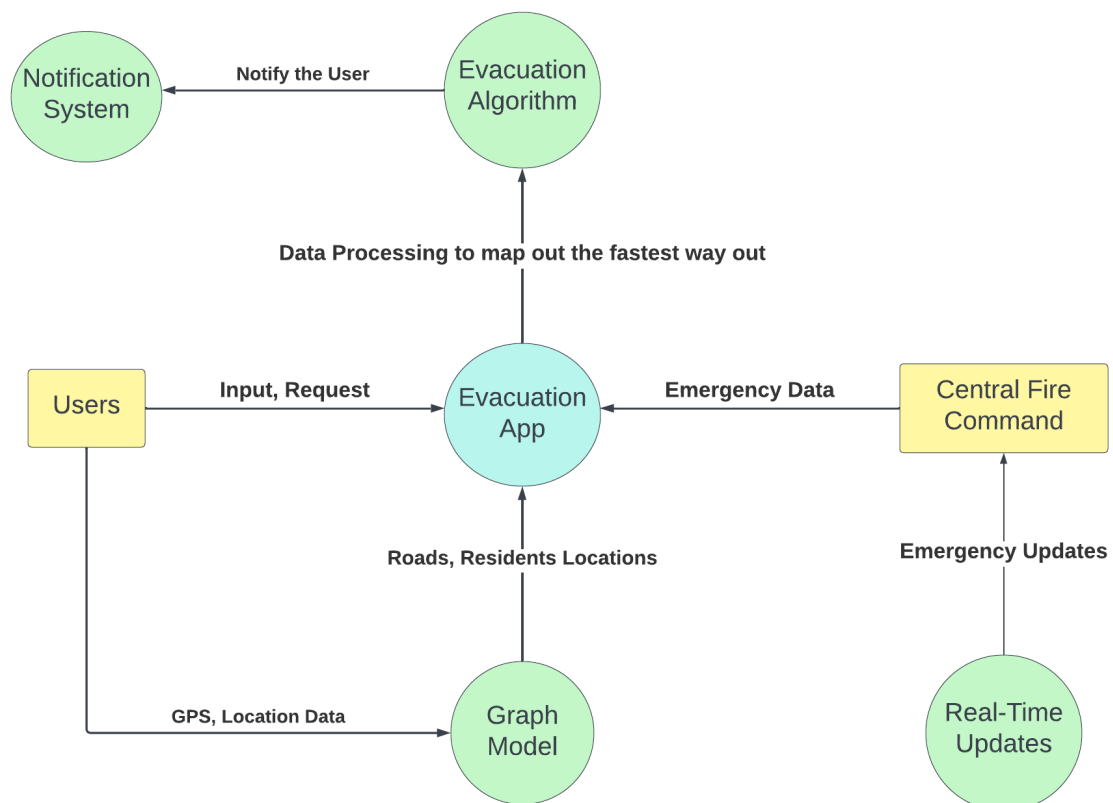 Notification
System
Notify the User
Evacuation
Algorithm
Data Processing to map out the fastest way out
Users
Input, Request
Evacuation
App
Emergency Data
Central Fire
Command
Roads, Residents Locations
Emergency Updates
GPS, Location Data
Graph
Model
Real-Time
Updates